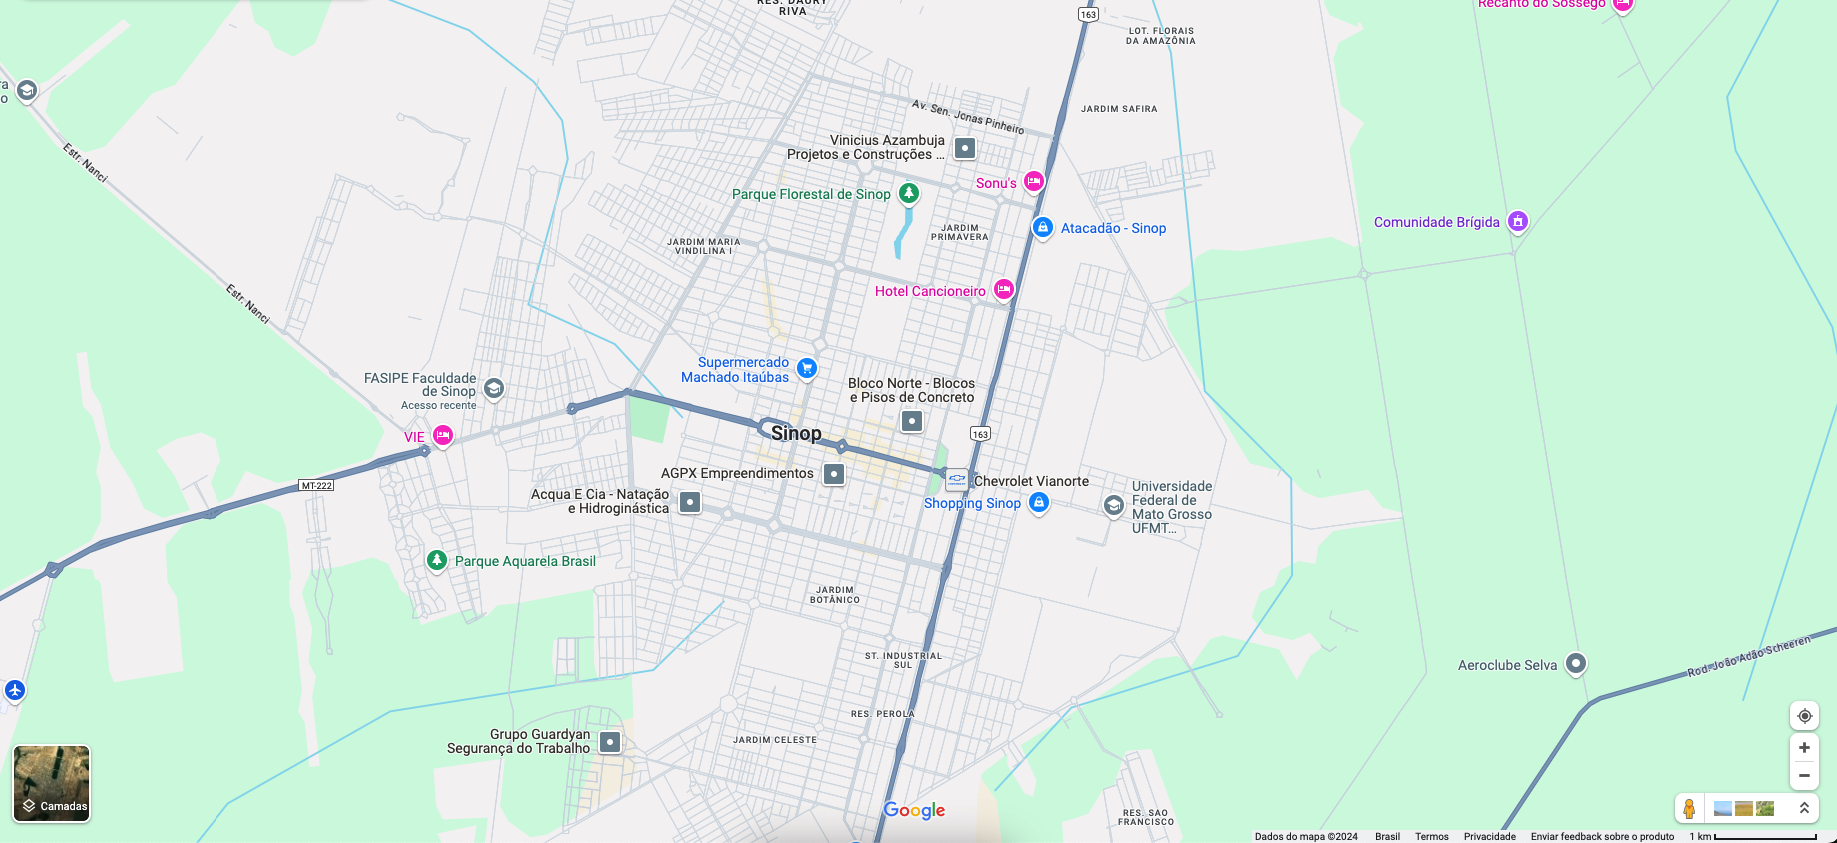 RES. DAURY
RIVA
Recanto do Sossego
163
LOT. FLORAIS
DA AMAZÔNIA
ra
o
Av. Sen. Jonas Pinheiro
JARDIM SAFIRA
Estr. Nanci
Vinicius Azambuja
Projetos e Construções ...
Sonu's
Parque Florestal de Sinop
Comunidade Brígida
Atacadão - Sinop
JARDIM
PRIMAVERA
JARDIM MARIA
VINDILINA I
Hotel Cancioneiro
Estr. Nanci
Supermercado
Machado Itaúbas
FASIPE Faculdade
de Sinop
Acesso recente
Bloco Norte - Blocos
e Pisos de Concreto
VIE
Sinop
163
AGPX Empreendimentos
Chevrolet Vianorte
MT-222
Acqua E Cia - Natação
e Hidroginástica
Shopping Sinop
Universidade
Federal de
Mato Grosso
UFMT...
Parque Aquarela Brasil
JARDIM
BOTÂNICO
ST. INDUSTRIAL
SUL
Aeroclube Selva
Rod. João Adão Scheeren
RES. PEROLA
Grupo Guardyan
Segurança do Trabalho
JARDIM CELESTE
Camadas
Google
RES. SAO
FRANCISCO
Dados do mapa ©2024 Brasil Termos Privacidade Enviar feedback sobre o produto 1 km